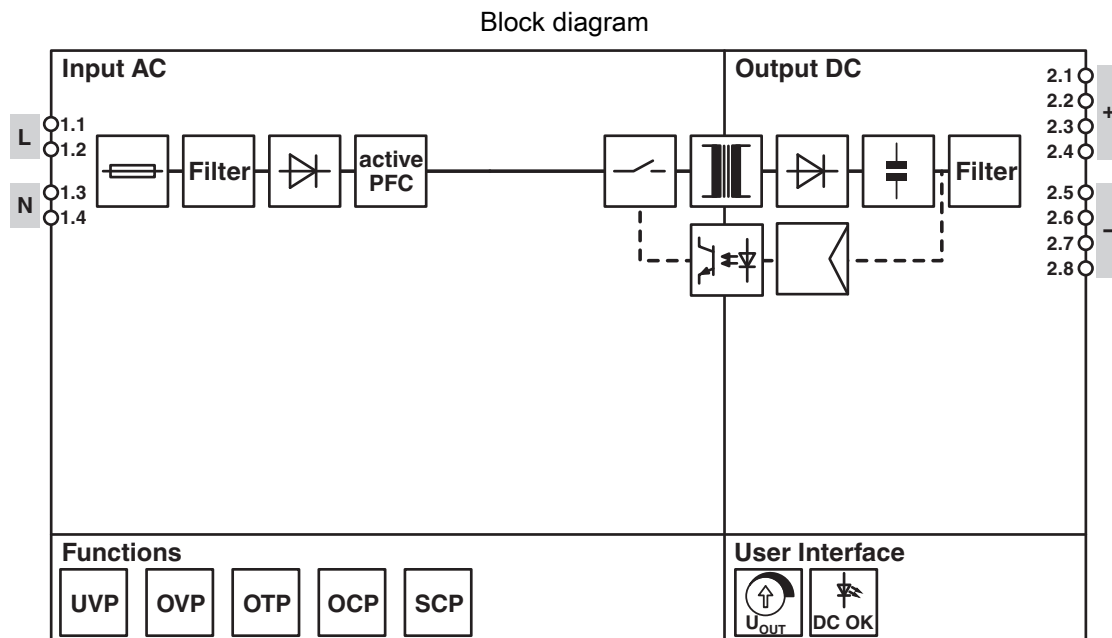 Block diagram
Input AC
Output DC
L
1.1
1.2
N
1.3
1.4
Filter
active
PFC
Filter
2.1
2.2
2.3
2.4
+
2.5
2.6
2.7
2.8
–
Functions
UVP
OVP
OTP
OCP
SCP
User Interface
UOUT
DC OK